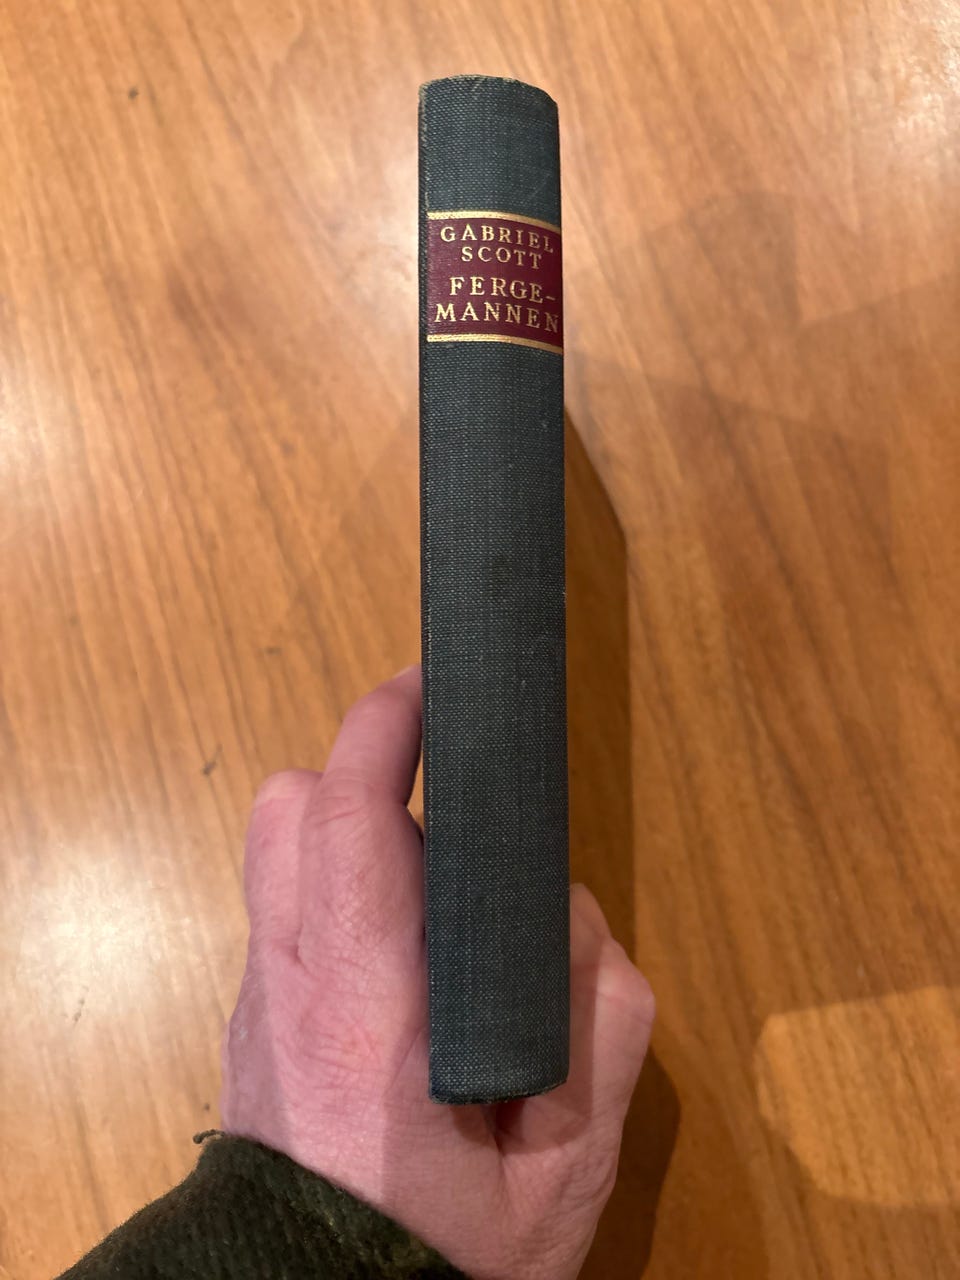 GABRIEL
SCOTT
FERGE-
MANNEN